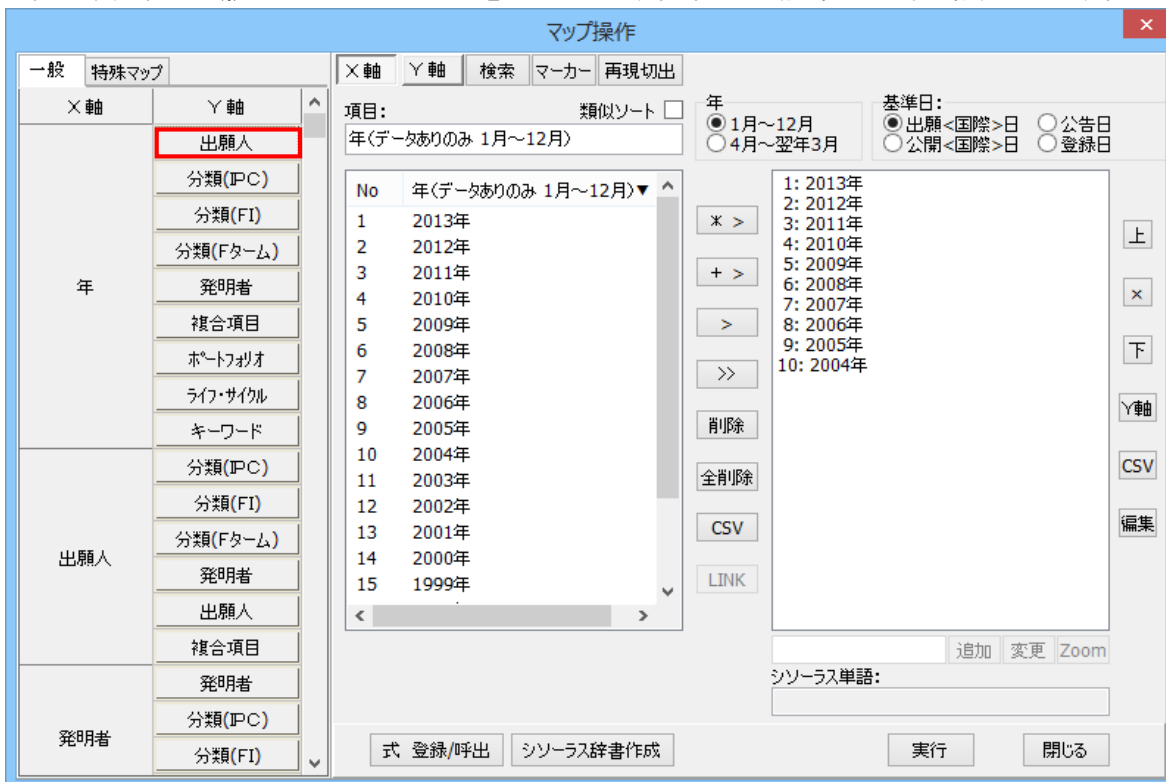 マップ操作
一般 特殊マップ
X軸 Y軸 検索 マーカー 再現切出
X軸 Y軸
年
出願人
分類(IPC)
分類(FI)
分類(Fターム)
発明者
複合項目
ポートフォリオ
ライフ・サイクル
キーワード
出願人
分類(IPC)
分類(FI)
分類(Fターム)
発明者
出願人
複合項目
発明者
発明者
分類(IPC)
分類(FI)
項目: 類似ソート
年(データありのみ 1月～12月)
年
1月～12月
4月～翌年3月
基準日:
出願<国際>日 公告日
公開<国際>日 登録日
No 年(データありのみ 1月～12月)▼
1 2013年
2 2012年
3 2011年
4 2010年
5 2009年
6 2008年
7 2007年
8 2006年
9 2005年
10 2004年
11 2003年
12 2002年
13 2001年
14 2000年
15 1999年
* >
+ >
>
>>
削除
全削除
CSV
LINK
1: 2013年
2: 2012年
3: 2011年
4: 2010年
5: 2009年
6: 2008年
7: 2007年
8: 2006年
9: 2005年
10: 2004年
上
×
下
Y軸
CSV
編集
追加 変更 Zoom
シソーラス単語:
式 登録/呼出 シソーラス辞書作成 実行 閉じる